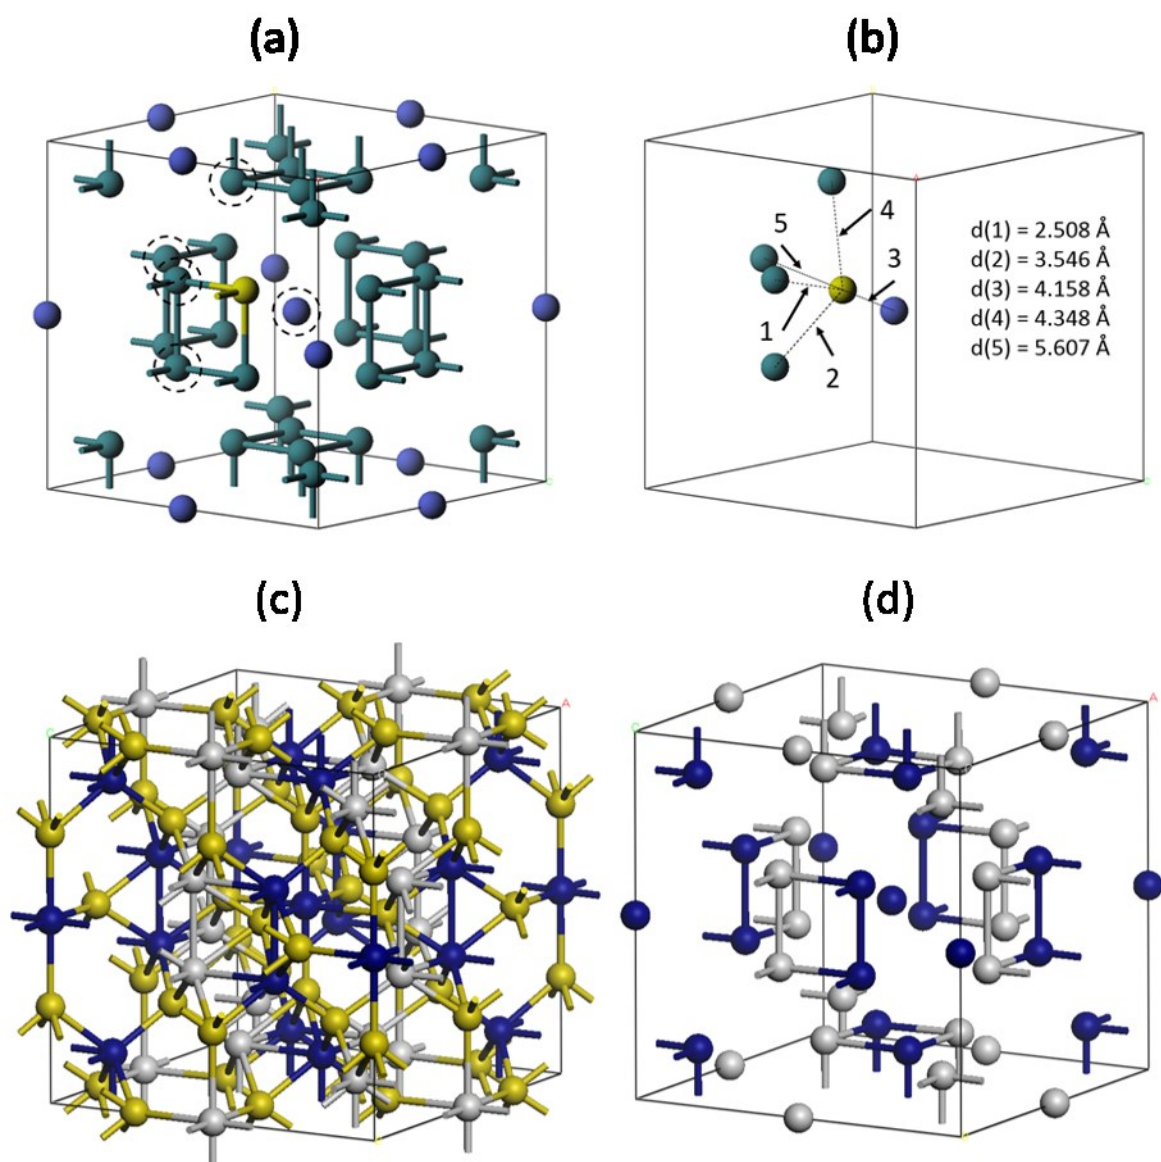 (a)
(b)
5
4
3
1
2
d(1) = 2.508 Å
d(2) = 3.546 Å
d(3) = 4.158 Å
d(4) = 4.348 Å
d(5) = 5.607 Å
A
C
C
(c)
(d)
C
A
C
A